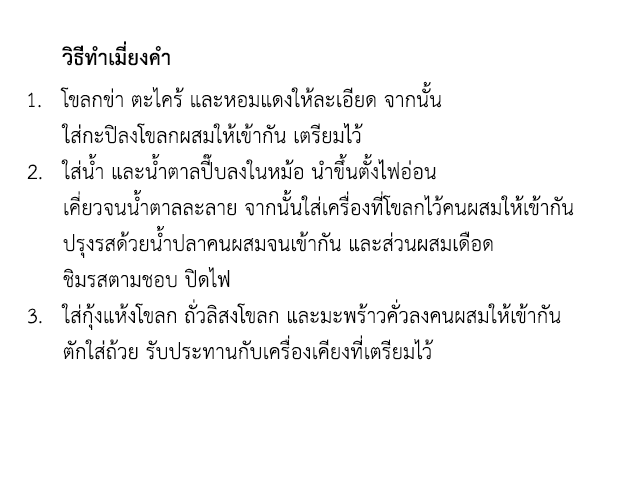 วิธีทำเมี่ยงคำ
1. โขลกข่า ตะไคร้ และหอมแดงให้ละเอียด จากนั้น
ใส่กะปิลงโขลกผสมให้เข้ากัน เตรียมไว้
2. ใส่น้ำ และน้ำตาลปี๊บลงในหม้อ นำขึ้นตั้งไฟอ่อน
เคี่ยวจนน้ำตาลละลาย จากนั้นใส่เครื่องที่โขลกไว้คนผสมให้เข้ากัน
ปรุงรสด้วยน้ำปลาคนผสมจนเข้ากัน และส่วนผสมเดือด
ชิมรสตามชอบ ปิดไฟ
3. ใส่กุ้งแห้งโขลก ถั่วลิสงโขลก และมะพร้าวคั่วลงคนผสมให้เข้ากัน
ตักใส่ถ้วย รับประทานกับเครื่องเคียงที่เตรียมไว้